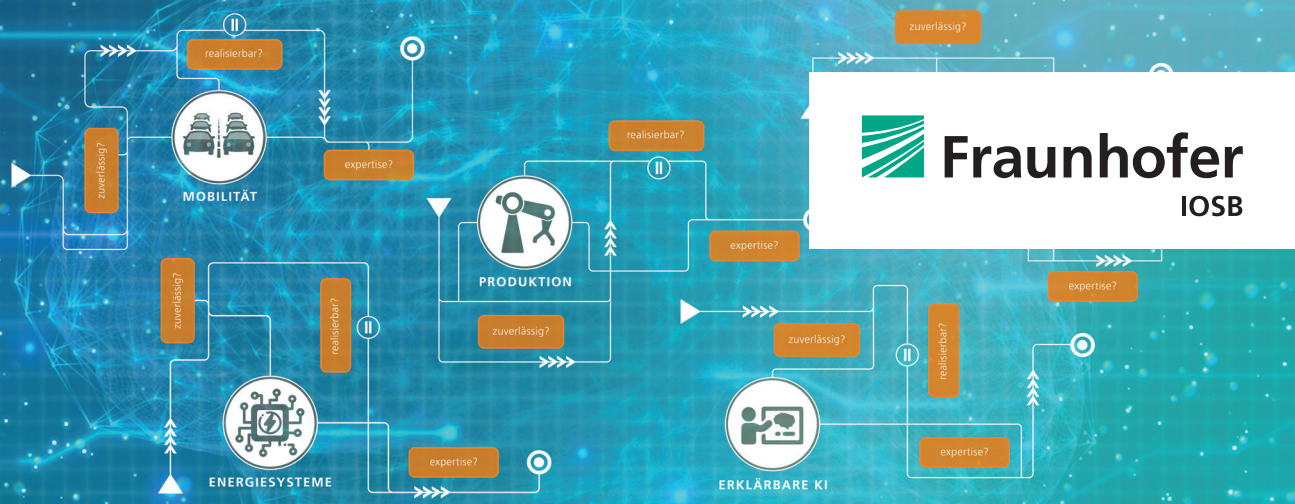 realisierbar?
zuverlässig?
expertise?
MOBILITÄT
zuverlässig?
realisierbar?
expertise?
ENERGIESYSTEME
expertise?
realisierbar?
PRODUKTION
zuverlässig?
expertise?
zuverlässig?
Fraunhofer
IOSB
expertise?
zuverlässig?
realisierbar?
expertise?
ERKLÄRBARE KI